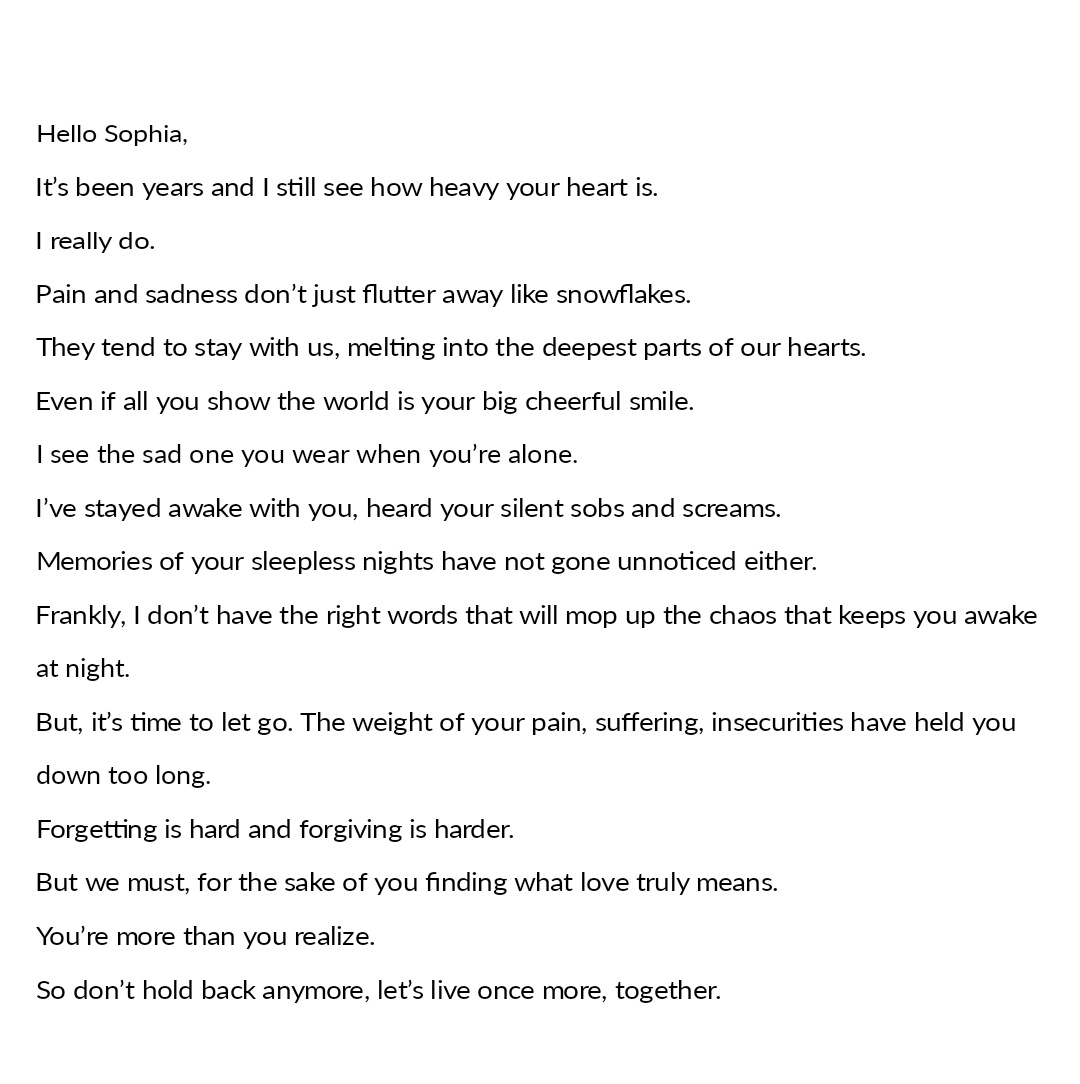 Hello Sophia,
It’s been years and I still see how heavy your heart is.
I really do.
Pain and sadness don’t just flutter away like snowflakes.
They tend to stay with us, melting into the deepest parts of our hearts.
Even if all you show the world is your big cheerful smile.
I see the sad one you wear when you’re alone.
I’ve stayed awake with you, heard your silent sobs and screams.
Memories of your sleepless nights have not gone unnoticed either.
Frankly, I don’t have the right words that will mop up the chaos that keeps you awake
at night.
But, it’s time to let go. The weight of your pain, suffering, insecurities have held you
down too long.
Forgetting is hard and forgiving is harder.
But we must, for the sake of you finding what love truly means.
You’re more than you realize.
So don’t hold back anymore, let’s live once more, together.